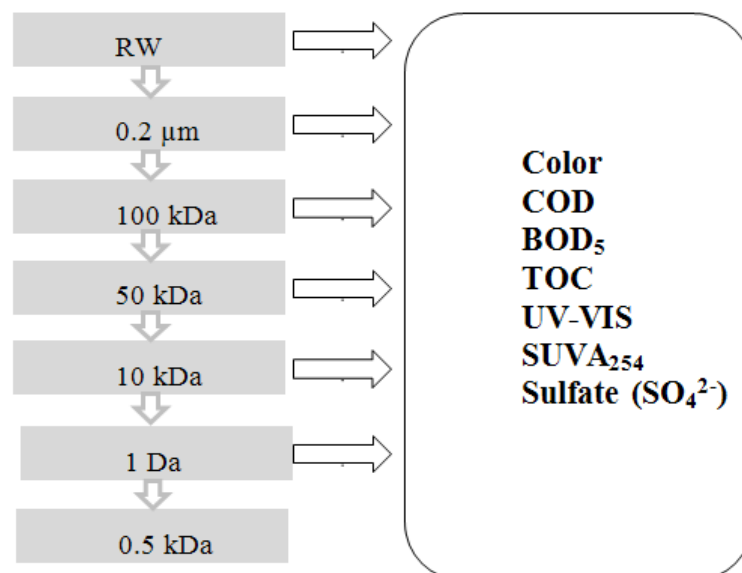 RW
0.2 µm
100 kDa
50 kDa
10 kDa
1 Da
0.5 kDa
Color
COD
BOD₅
TOC
UV-VIS
SUVA₂₅₄
Sulfate (SO₄²⁻)